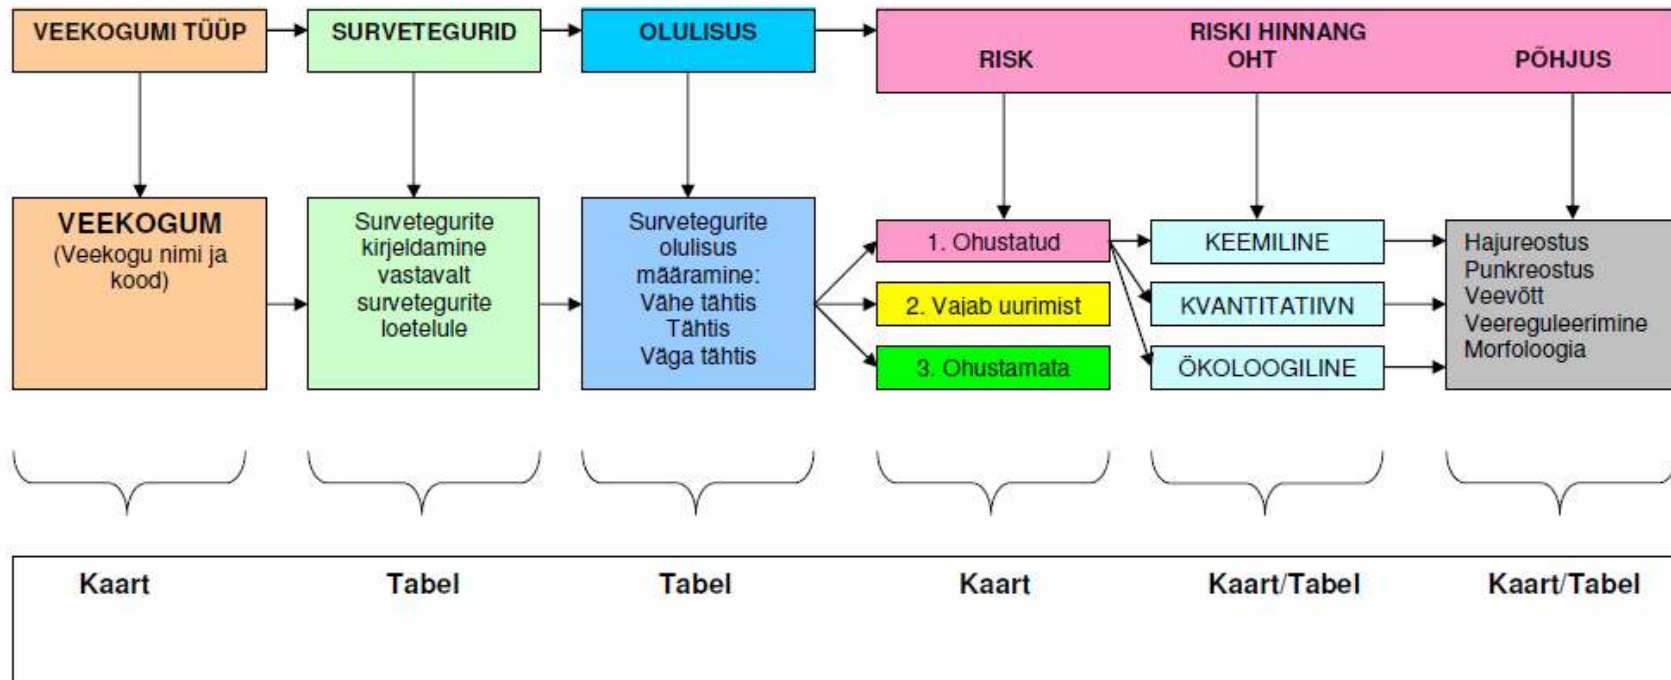 VEEKOGUMI TÜÜP
SURVETEGURID
OLULISUS
RISKI HINNANG
RISK
OHT
PÕHJUS
VEEKOGUM
(Veekogu nimi ja
kood)
Survetegurite
kirjeldamine
vastavalt
survetegurite
loetelule
Survetegurite
olulisus
määramine:
Vähe tähtis
Tähtis
Väga tähtis
1. Ohustatud
2. Vajab uurimist
3. Ohustamata
KEEMILINE
KVANTITATIIVN
ÖKOLOOGILINE
Hajureostus
Punkreostus
Veevõtt
Veereguleerimine
Morfoloogia
Kaart
Tabel
Tabel
Kaart
Kaart/Tabel
Kaart/Tabel